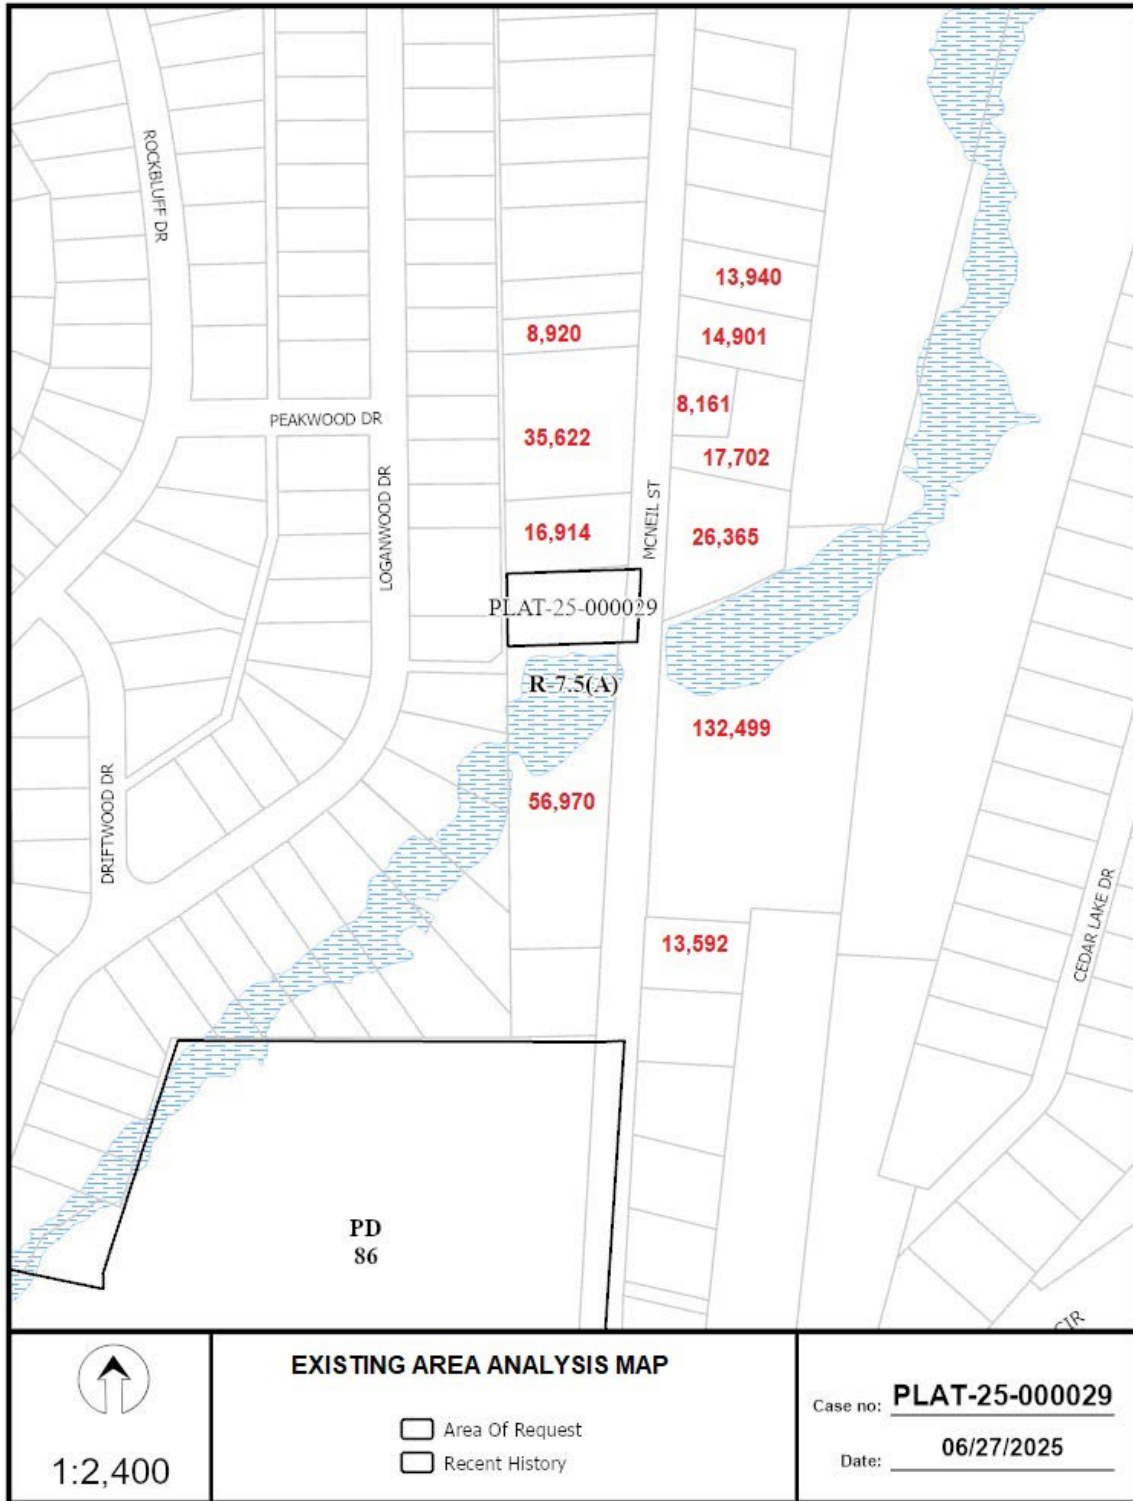 ROCKBLUFF DR
13,940
8,920
14,901
8,161
PEAKWOOD DR
35,622
17,702
LOGANWOOD DR
MCNEIL ST
16,914
26,365
PLAT-25-000029
R-7.5(A)
132,499
DRIFTWOOD DR
56,970
13,592
CEDAR LAKE DR
PD
86
CIR
1:2,400
EXISTING AREA ANALYSIS MAP
Area Of Request
Recent History
Case no: PLAT-25-000029
Date: 06/27/2025